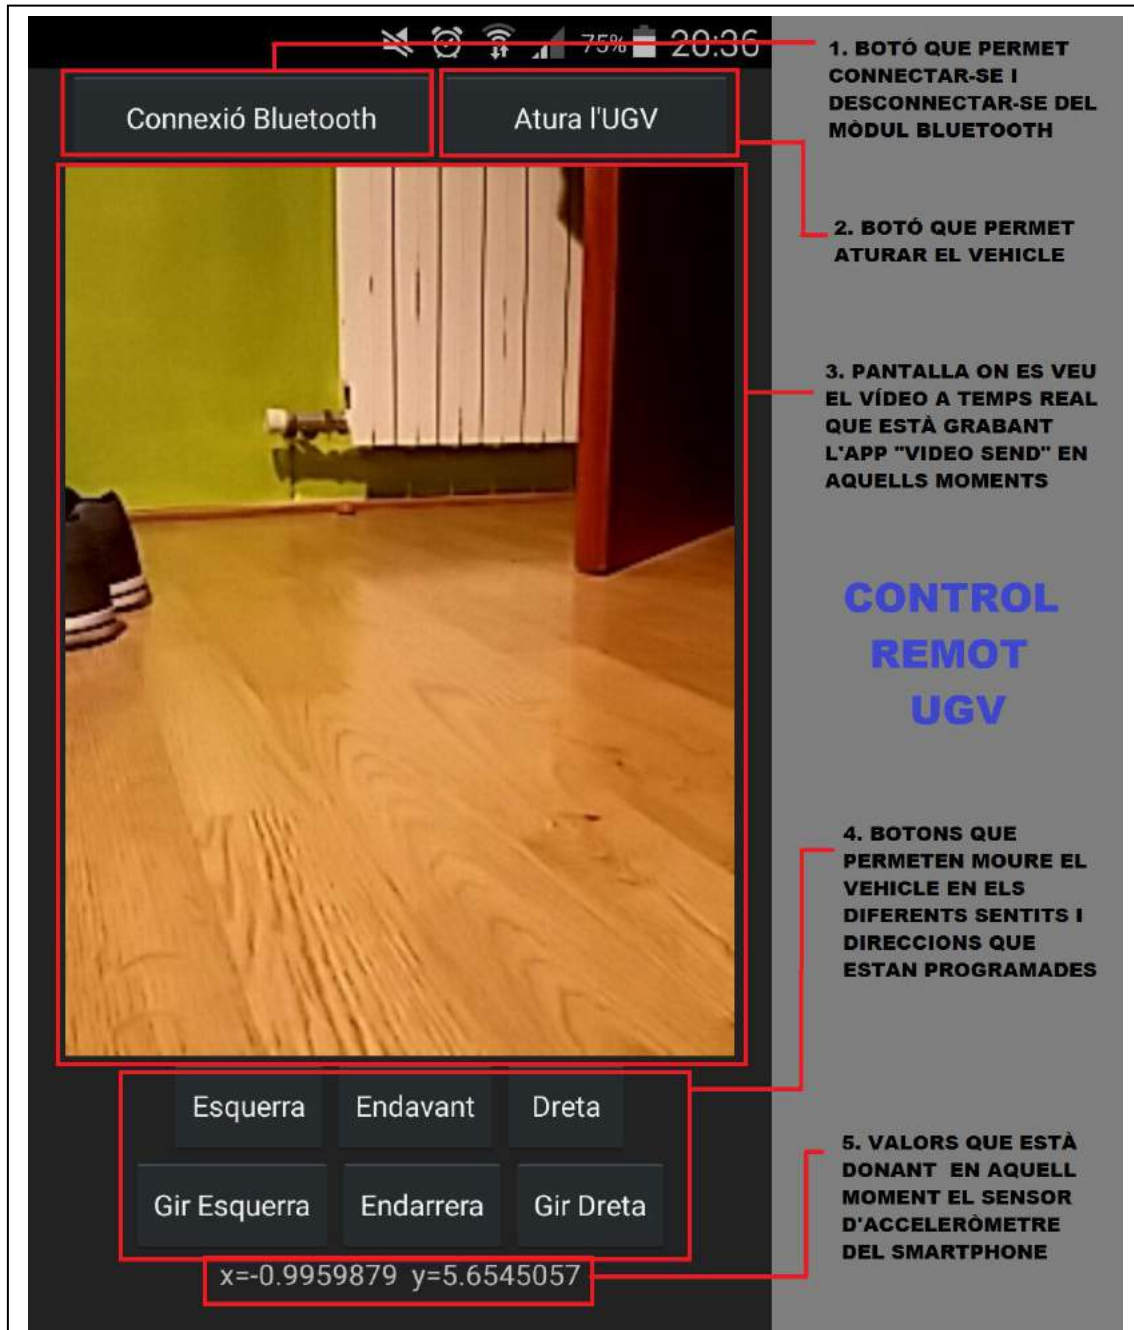 75% 20:36
Connexió Bluetooth
Atura l'UGV
1. BOTÓ QUE PERMET
CONNECTAR-SE I
DESCONNECTAR-SE DEL
MÒDUL BLUETOOTH
2. BOTÓ QUE PERMET
ATURAR EL VEHICLE
3. PANTALLA ON ES VEU
EL VÍDEO A TEMPS REAL
QUE ESTÀ GRABANT
L'APP "VIDEO SEND" EN
AQUELLS MOMENTS
CONTROL
REMOT
UGV
4. BOTONS QUE
PERMETEN MOURE EL
VEHICLE EN ELS
DIFERENTS SENTITS I
DIRECCIONS QUE
ESTAN PROGRAMADES
Esquerra Endavant Dreta
Gir Esquerra Endarrera Gir Dreta
5. VALORS QUE ESTÀ
DONANT EN AQUELL
MOMENT EL SENSOR
D'ACCELERÒMETRE
DEL SMARTPHONE
x=-0.9959879 y=5.6545057